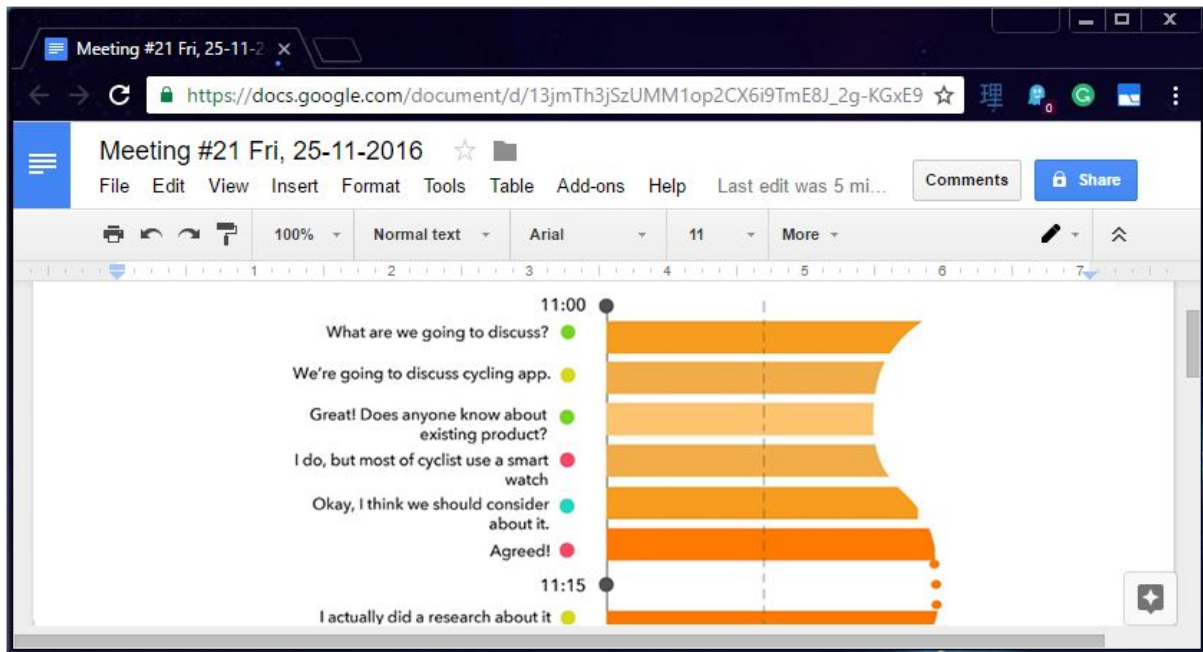 Meeting #21 Fri, 25-11-2
https://docs.google.com/document/d/13jmTh3jSzUMM1op2CX6i9TmE8J_2g-KGxE9
理
0
G
Meeting #21 Fri, 25-11-2016
File Edit View Insert Format Tools Table Add-ons Help Last edit was 5 mi...
Comments
Share
100% Normal text Arial 11 More
1 2 3 4 5 6 7
11:00
What are we going to discuss?
We're going to discuss cycling app.
Great! Does anyone know about
existing product?
I do, but most of cyclist use a smart
watch
Okay, I think we should consider
about it.
Agreed!
11:15
I actually did a research about it